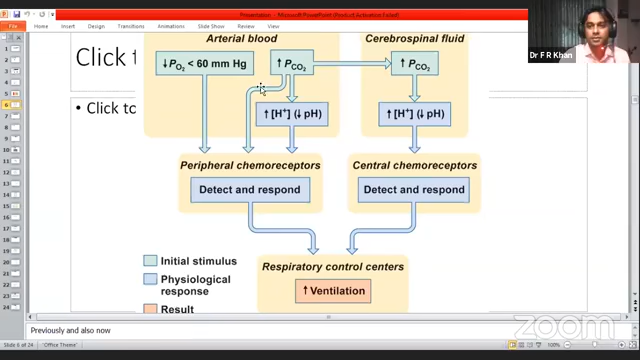 Presentation - Microsoft PowerPoint (Product Activation Failed)
File
Home
Insert
Design
Transitions
Animations
Slide Show
Review
View
Click t
Click to
Arterial blood
Cerebrospinal fluid
↓ PO2 < 60 mm Hg
↑ PCO2
↑ PCO2
↑ [H+] (↓ pH)
↑ [H+] (↓ pH)
Peripheral chemoreceptors
Central chemoreceptors
Detect and respond
Detect and respond
Initial stimulus
Physiological
response
Result
Respiratory control centers
↑ Ventilation
Dr F R Khan
Previously and also now
Slide 6 of 24
"Office Theme"
100%
zoom